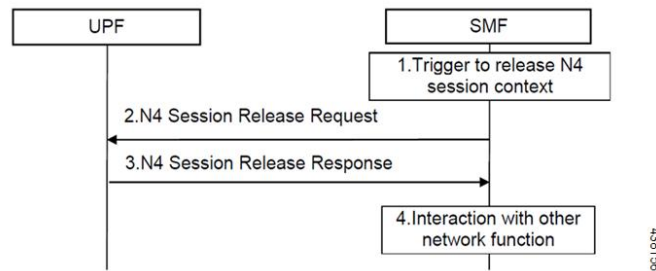 UPF
SMF
1.Trigger to release N4
session context
2.N4 Session Release Request
3.N4 Session Release Response
4.Interaction with other
network function